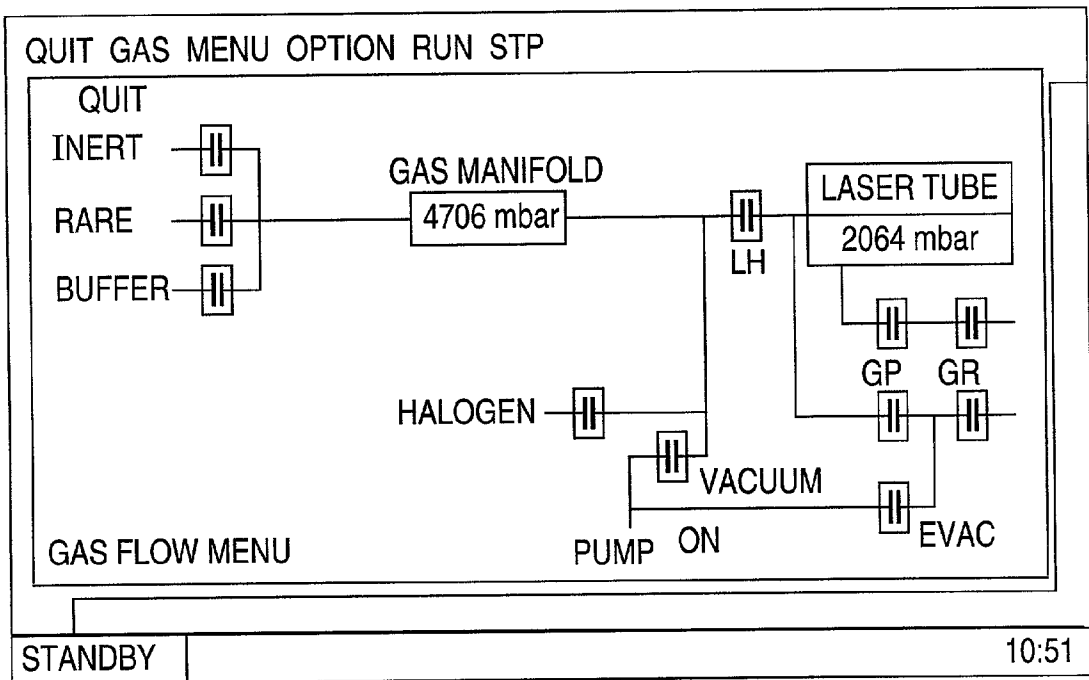 QUIT GAS MENU OPTION RUN STP
QUIT
INERT
GAS MANIFOLD
LASER TUBE
RARE
4706 mbar
2064 mbar
LH
BUFFER
GP GR
HALOGEN
VACUUM
GAS FLOW MENU
PUMP ON
EVAC
STANDBY
10:51